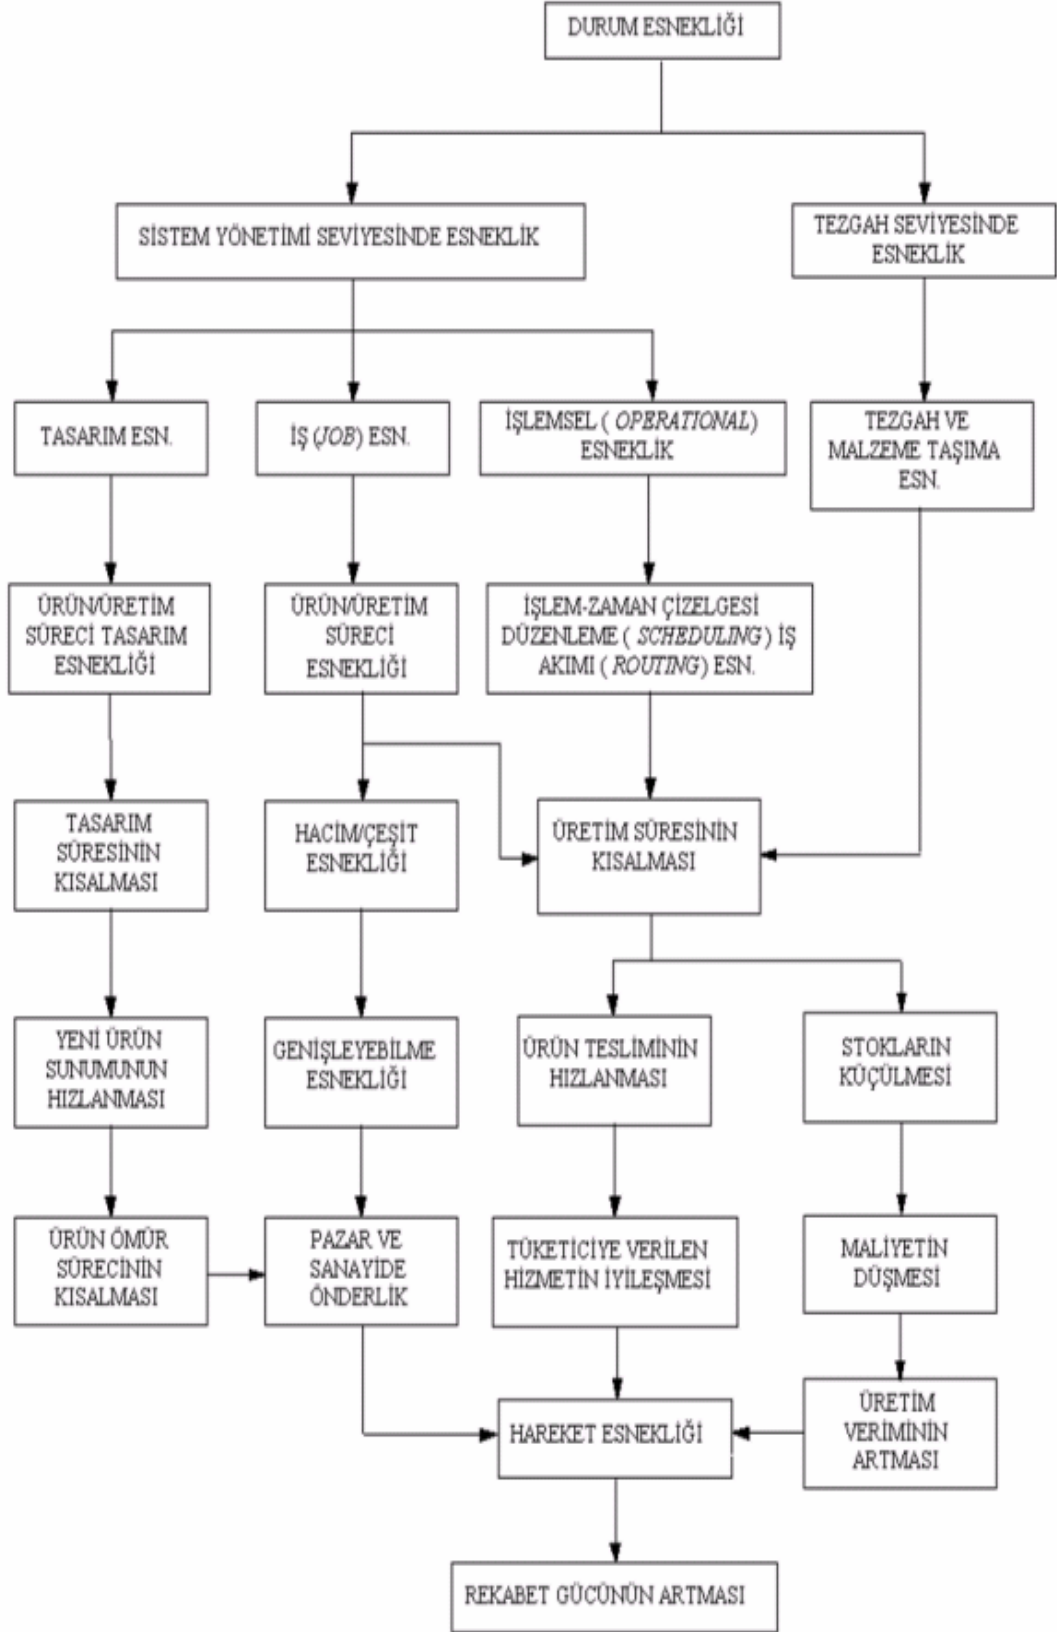 DURUM ESNEKLİĞİ
SİSTEM YÖNETİMİ SEVİYESİNDE ESNEKLİK
TEZGAH SEVİYESİNDE
ESNEKLİK
TASARIM ESN.
İŞ (JOB) ESN.
İŞLEMSEL ( OPERATIONAL)
ESNEKLİK
TEZGAH VE
MALZEME TAŞIMA
ESN.
ÜRÜN/ÜRETİM
SÜRECİ TASARIM
ESNEKLİĞİ
ÜRÜN/ÜRETİM
SÜRECİ
ESNEKLİĞİ
İŞLEM-ZAMAN ÇİZELGESİ
DÜZENLEME ( SCHEDULING) İŞ
AKIMI ( ROUTING) ESN.
TASARIM
SÜRESİNİN
KISALMASI
HACİM/ÇEŞİT
ESNEKLİĞİ
ÜRETİM SÜRESİNİN
KISALMASI
YENİ ÜRÜN
SUNUMUNUN
HIZLANMASI
GENİŞLEYEBİLME
ESNEKLİĞİ
ÜRÜN TESLİMİNİN
HIZLANMASI
STOKLARIN
KÜÇÜLMESİ
ÜRÜN ÖMÜR
SÜRECİNİN
KISALMASI
PAZAR VE
SANAYİDE
ÖNDERLİK
TÜKETİCİYE VERİLEN
HİZMETİN İYİLEŞMESİ
MALİYETİN
DÜŞMESİ
HAREKET ESNEKLİĞİ
ÜRETİM
VERİMİNİN
ARTMASI
REKABET GÜCÜNÜN ARTMASI